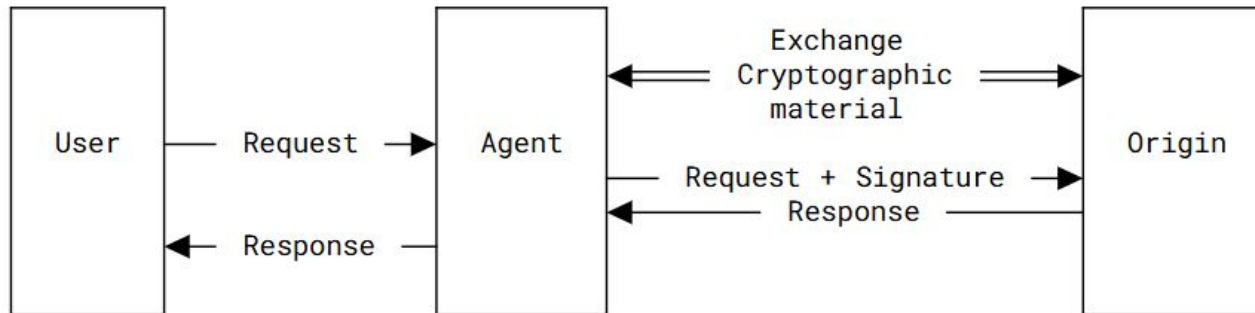 Exchange
Cryptographic
material
User
Request
Agent
Origin
Request + Signature
Response
Response